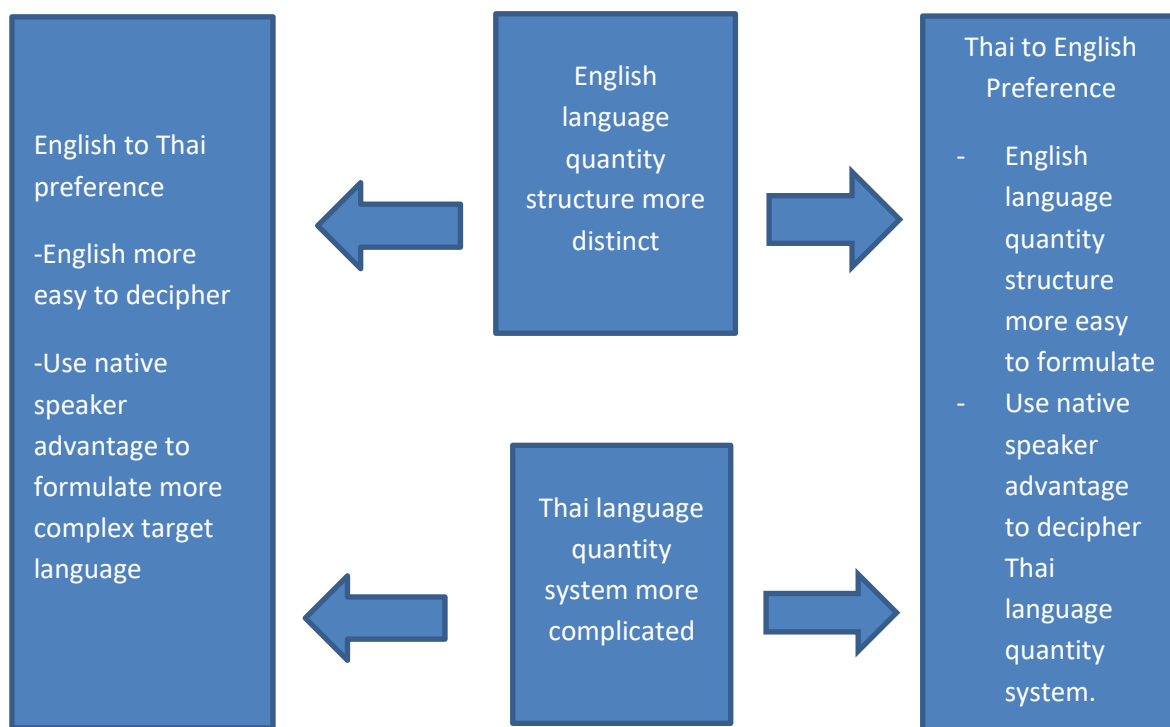 English to Thai
preference
-English more
easy to decipher
-Use native
speaker
advantage to
formulate more
complex target
language
English
language
quantity
structure more
distinct
Thai language
quantity
system more
complicated
Thai to English
Preference
- English
language
quantity
structure
more easy
to formulate
- Use native
speaker
advantage
to decipher
Thai
language
quantity
system.